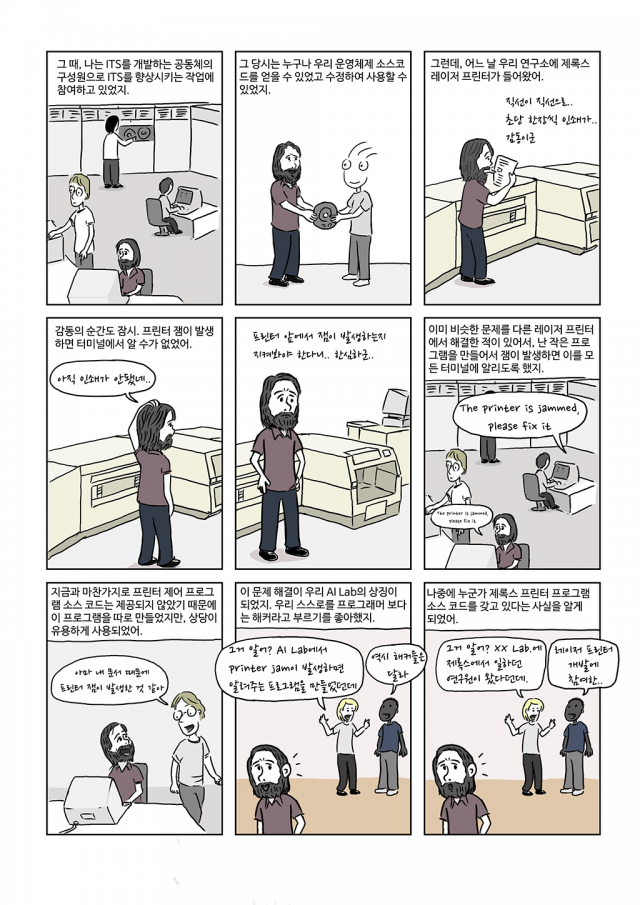 그 때, 나는 ITS를 개발하는 공동체의
구성원으로 ITS를 향상시키는 작업에
참여하고 있었지.
그 당시는 누구나 우리 운영체제 소스코
드를 얻을 수 있었고 수정하여 사용할 수
있었지.
그런데, 어느 날 우리 연구소에 제록스
레이저 프린터가 들어왔어.
직선이 직선으로..
초당 한장씩 인쇄가..
감동이군
감동의 순간도 잠시. 프린터 잼이 발생
하면 터미널에서 알 수가 없었어.
아직 인쇄가 안됐네..
프린터 앞에서 잼이 발생하는지
지켜봐야 한다니.. 한심하군..
이미 비슷한 문제를 다른 레이저 프린터
에서 해결한 적이 있어서, 난 작은 프로
그램을 만들어서 잼이 발생하면 이를 모
든 터미널에 알리도록 했지.
The printer is jammed,
please fix it
The printer is jammed,
please fix it
지금과 마찬가지로 프린터 제어 프로그
램 소스 코드는 제공되지 않았기 때문에
이 프로그램을 따로 만들었지만, 상당이
유용하게 사용되었어.
아마 내 문서 때문에
프린터 잼이 발생한 것 같아
이 문제 해결이 우리 AI Lab의 상징이
되었지. 우리 스스로를 프로그래머 보다
는 해커라고 부르기를 좋아했지.
그거 알어? AI Lab에서
printer jam이 발생하면
알려주는 프로그램을 만들었던데
역시 해커들은
달라
나중에 누군가 제록스 프린터 프로그램
소스 코드를 갖고 있다는 사실을 알게
되었어.
그거 알어? XX Lab.에
제록스에서 일하던
연구원이 왔다던데.
레이저 프린터
개발에
참여한..